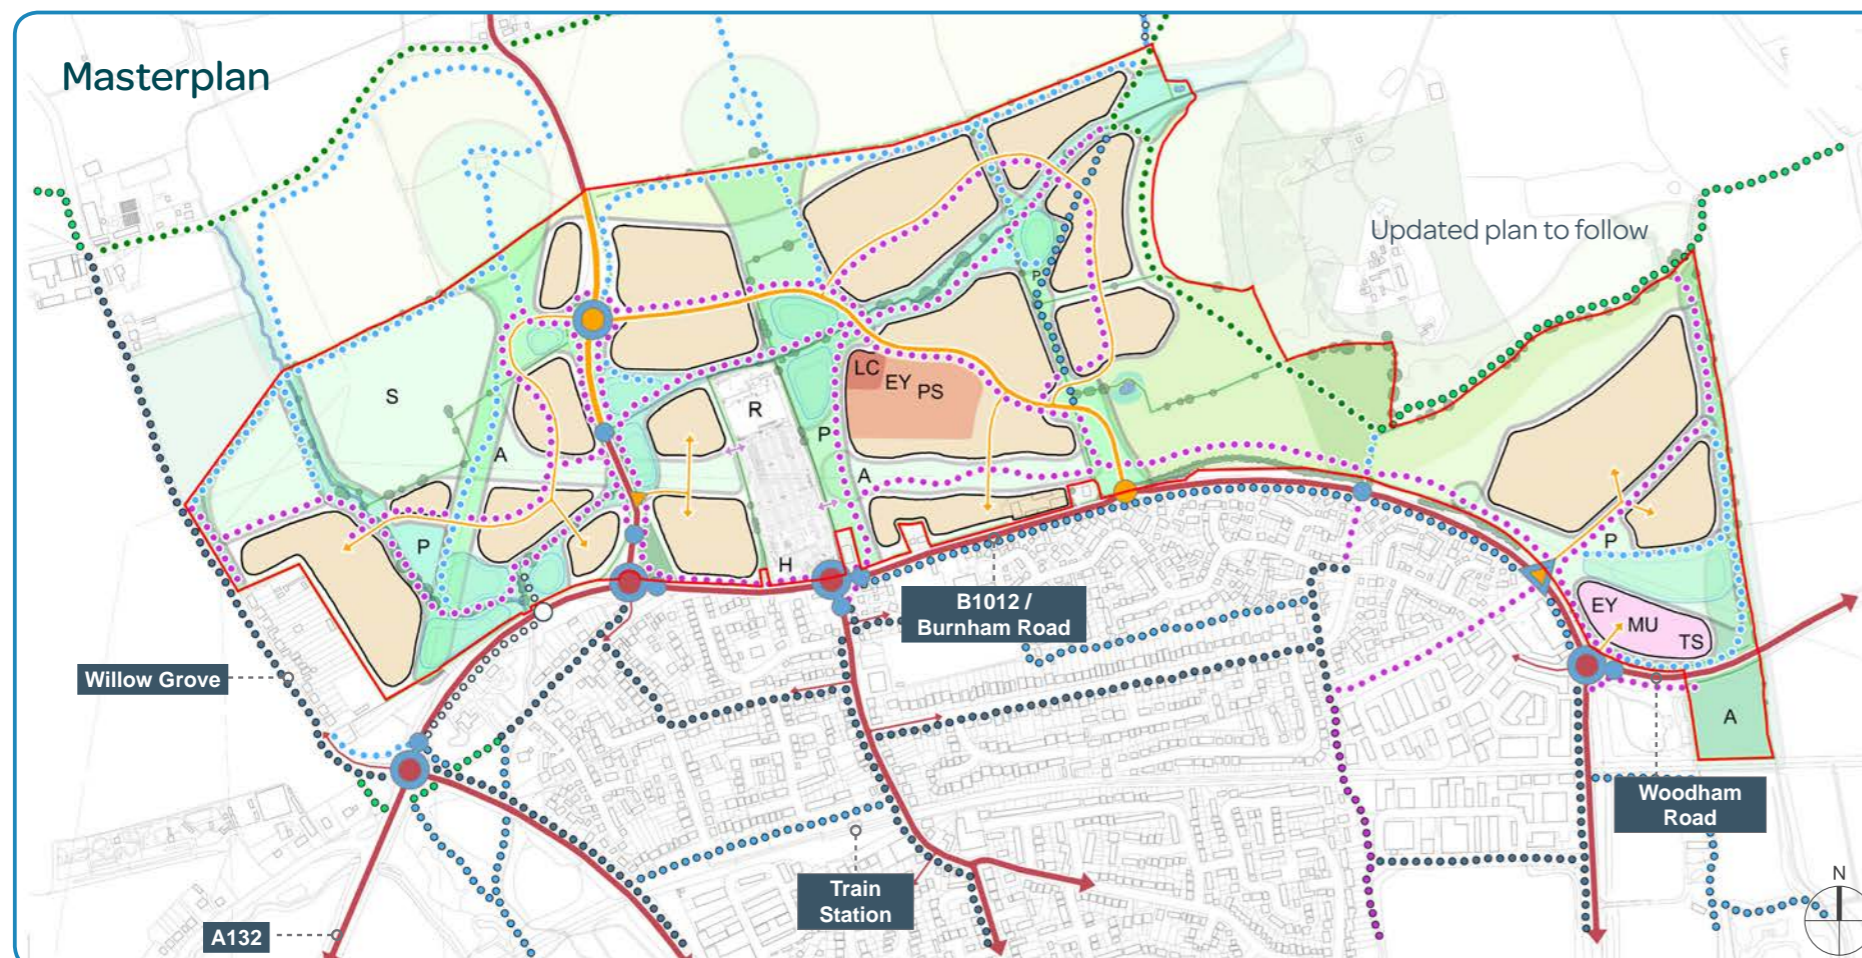 Masterplan
Updated plan to follow
S
A
P
R
H
P
A
LC
EY
PS
P
P
EY
MU
TS
A
B1012 /
Burnham Road
Willow Grove
Woodham
Road
Train
Station
A132
N